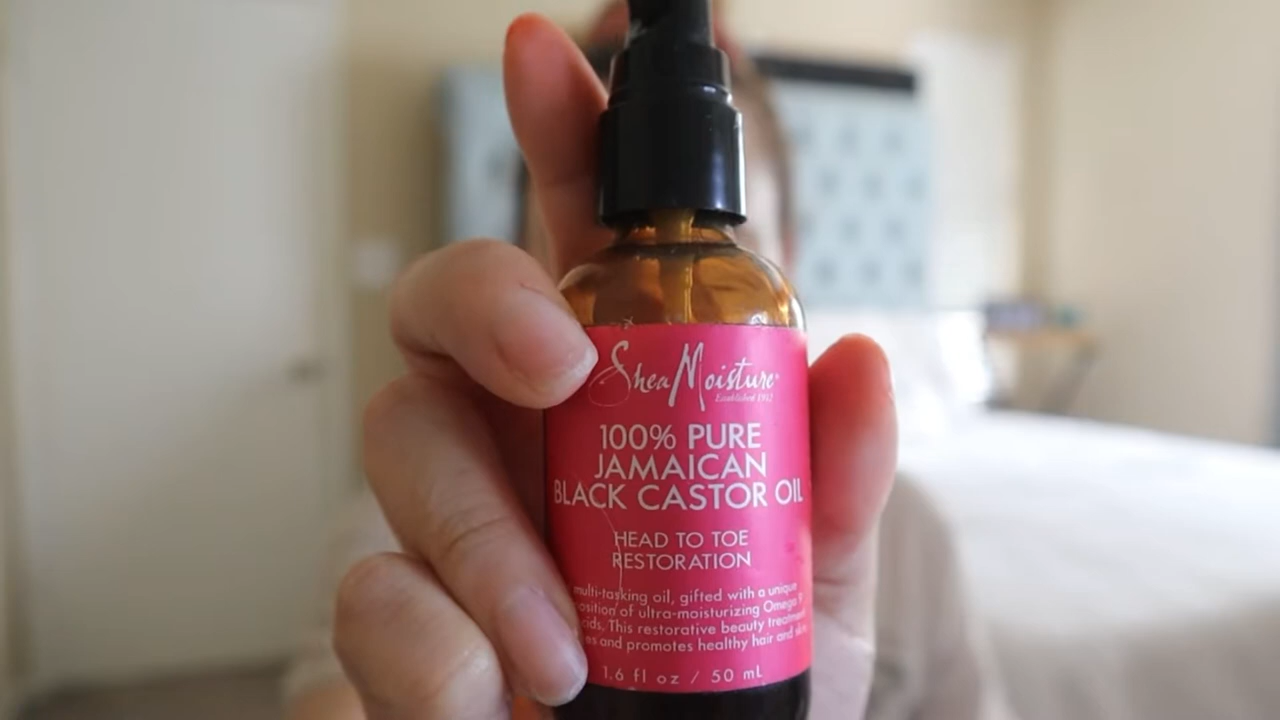 SheaMoisture
Established 1912
100% PURE
JAMAICAN
BLACK CASTOR OIL
HEAD TO TOE
RESTORATION
multi-tasking oil, gifted with a unique
of ultra-moisturizing Omega 9
This restorative beauty treatment
and promotes healthy hair and
1.6 fl oz / 50 mL